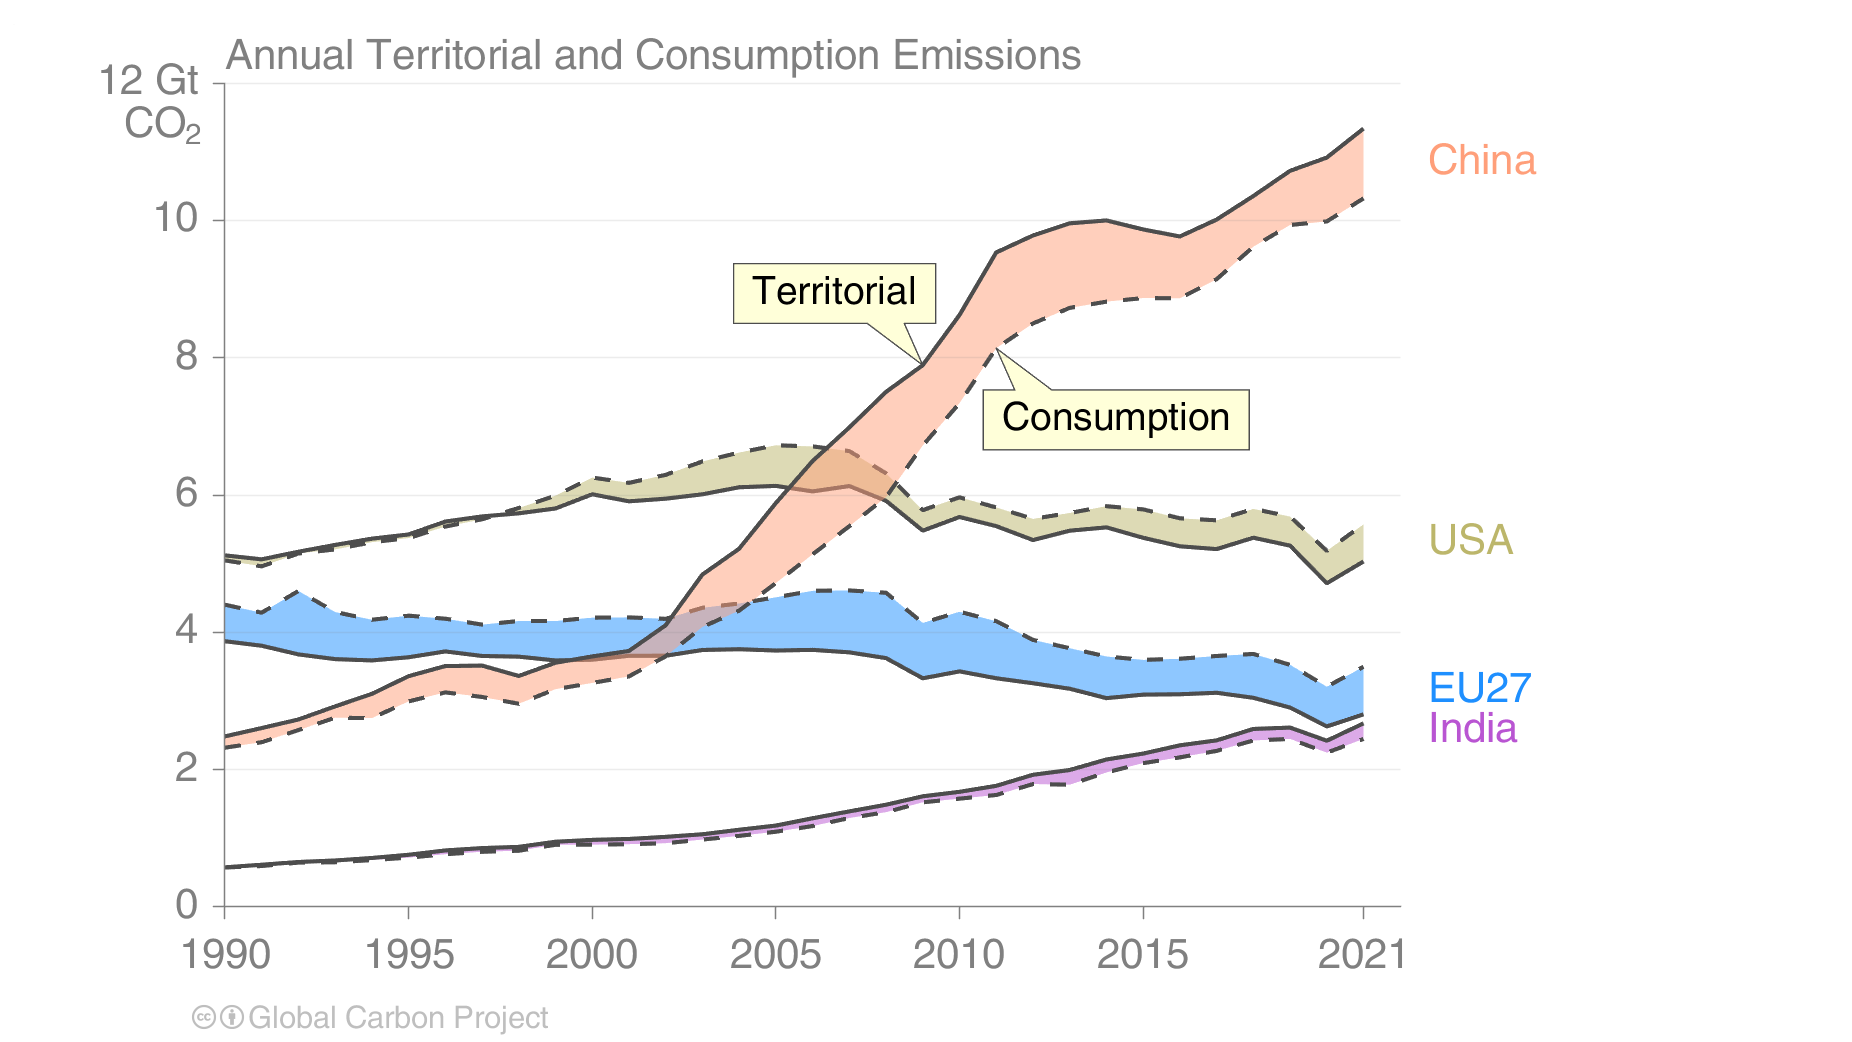 Annual Territorial and Consumption Emissions
12 Gt
CO₂
10
8
6
4
2
0
Territorial
Consumption
China
USA
EU27
India
1990 1995 2000 2005 2010 2015 2021
cc Global Carbon Project